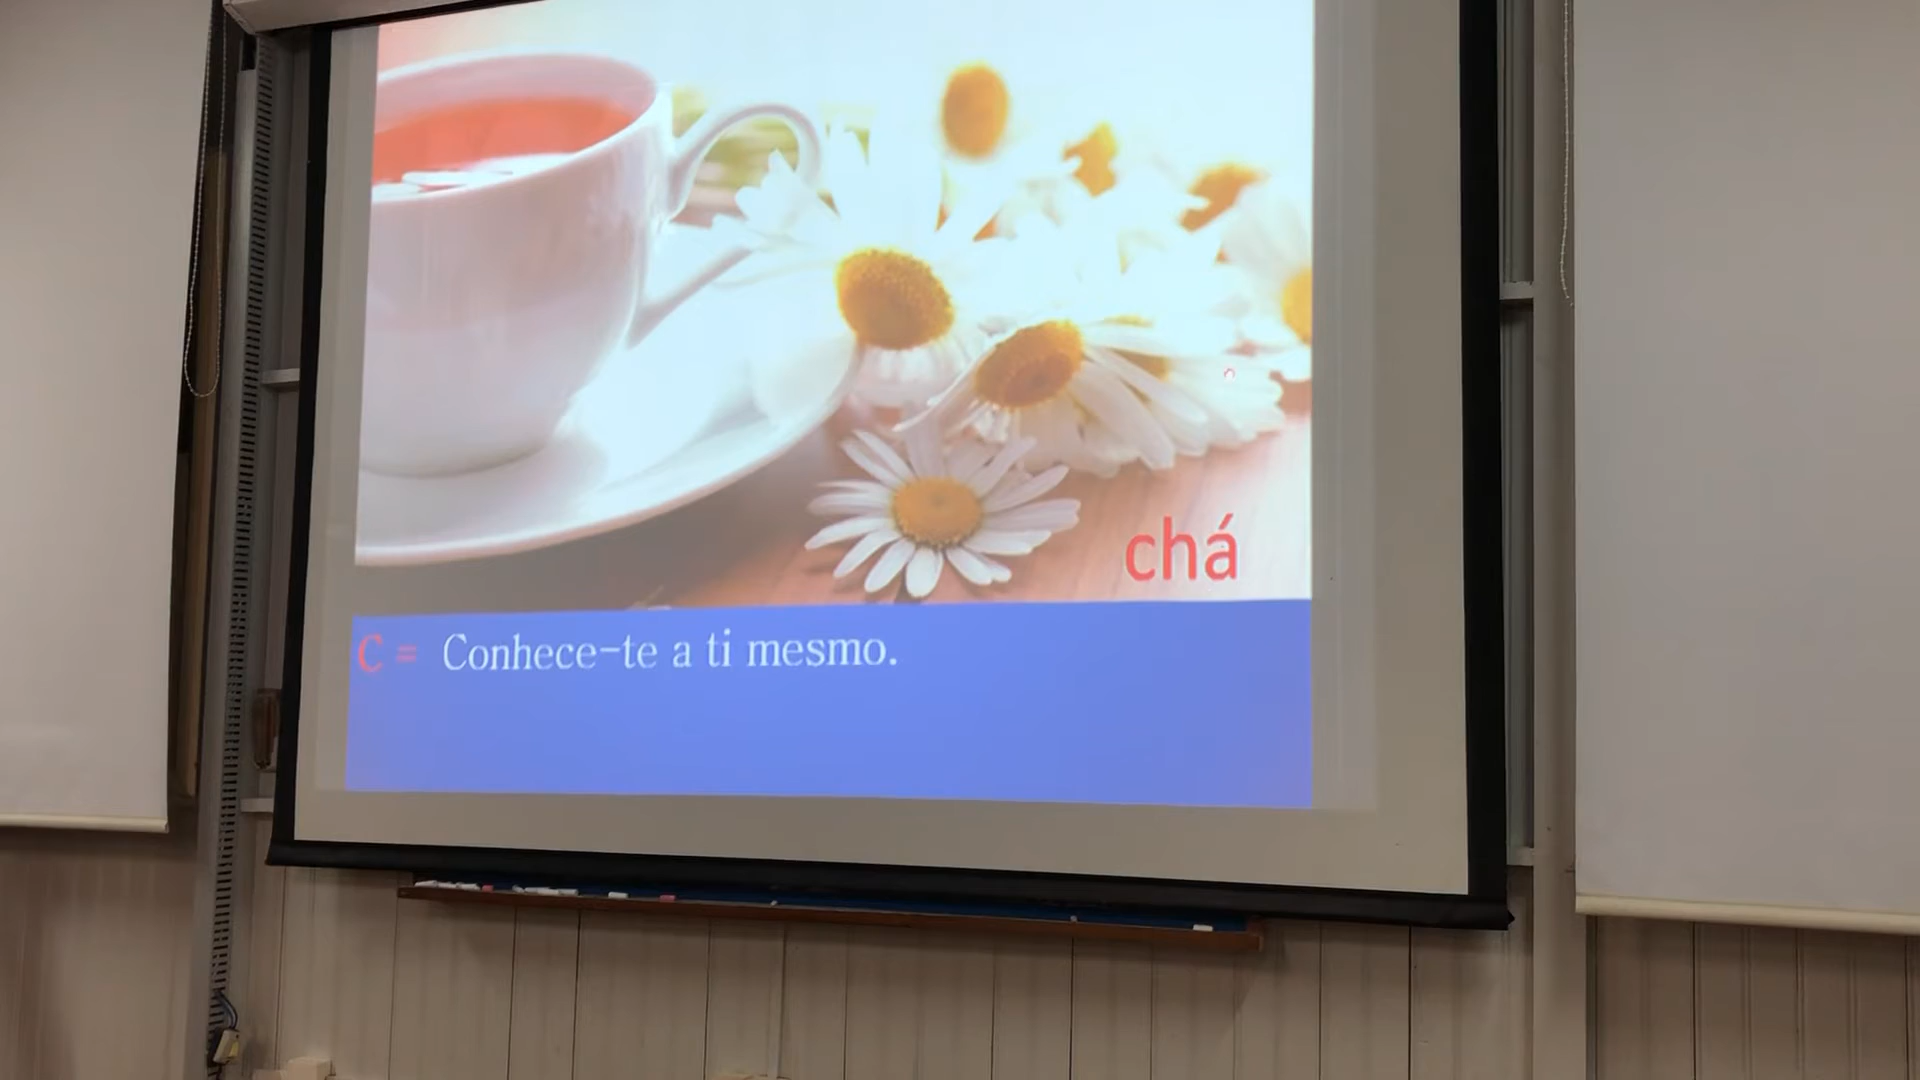 chá
C = Conhece-te a ti mesmo.